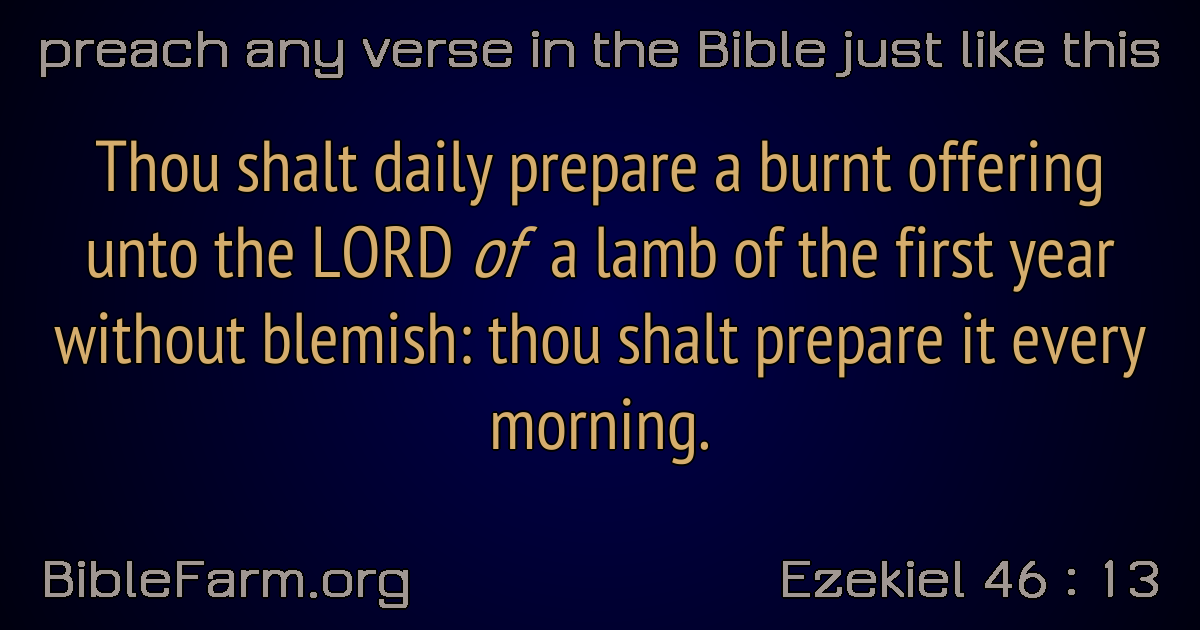 preach any verse in the Bible just like this
Thou shalt daily prepare a burnt offering
unto the LORD of a lamb of the first year
without blemish: thou shalt prepare it every
morning.
BibleFarm.org
Ezekiel 46 : 13